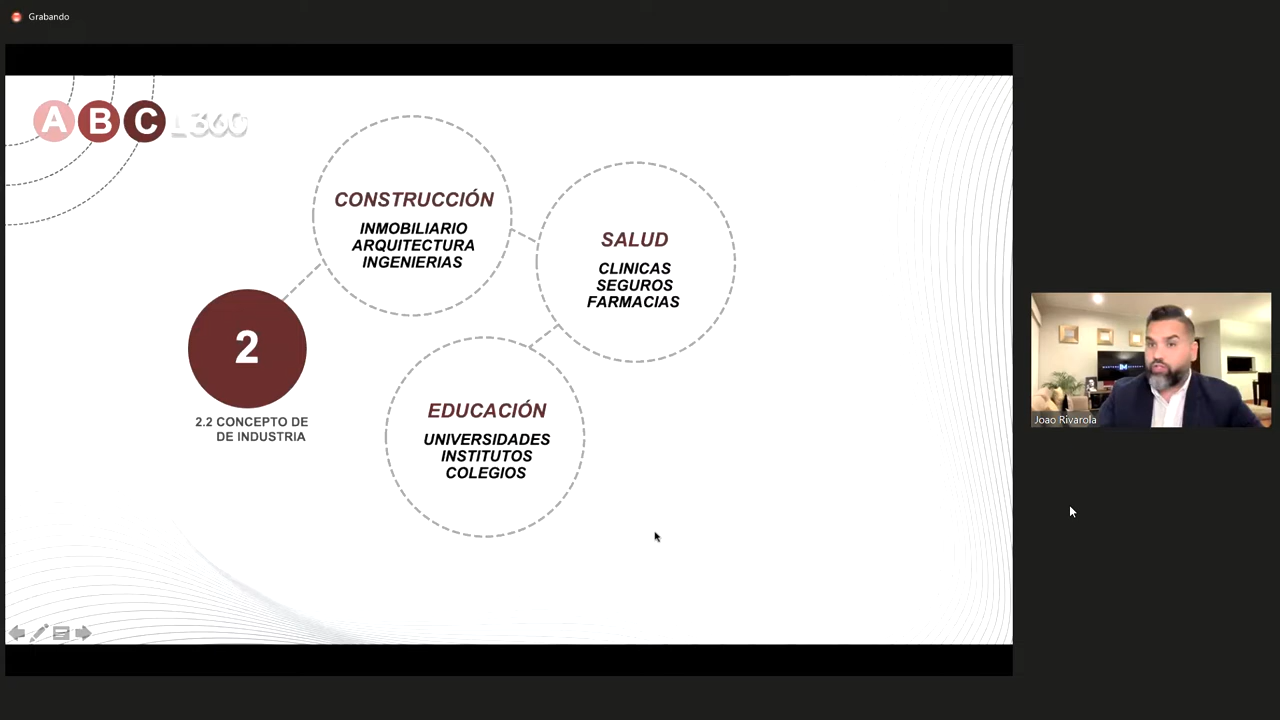 Grabando
A B C L 360
CONSTRUCCIÓN
INMOBILIARIO
ARQUITECTURA
INGENIERIAS
SALUD
CLINICAS
SEGUROS
FARMACIAS
2
2.2 CONCEPTO DE
DE INDUSTRIA
EDUCACIÓN
UNIVERSIDADES
INSTITUTOS
COLEGIOS
Joao Rivarola